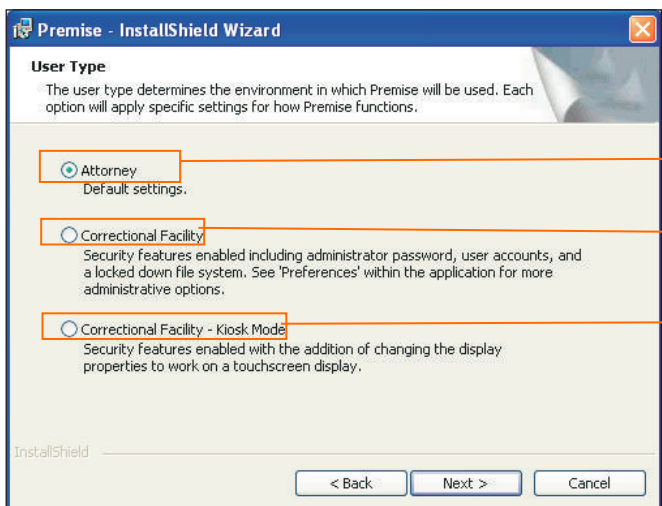 Premise - InstallShield Wizard
User Type
The user type determines the environment in which Premise will be used. Each
option will apply specific settings for how Premise functions.
Attorney
Default settings.
Correctional Facility
Security features enabled including administrator password, user accounts, and
a locked down file system. See 'Preferences' within the application for more
administrative options.
Correctional Facility - Kiosk Mode
Security features enabled with the addition of changing the display
properties to work on a touchscreen display.
InstallShield
< Back Next > Cancel